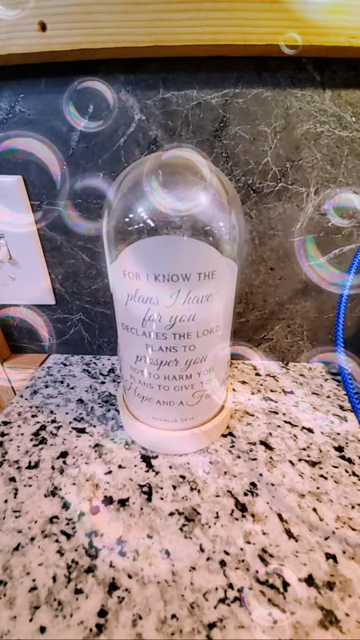 FOR I KNOW THE
plans I have
for you
DECLARES THE LORD
PLANS TO
prosper you
NOT TO HARM YOU
PLANS TO GIVE YOU
Hope AND A